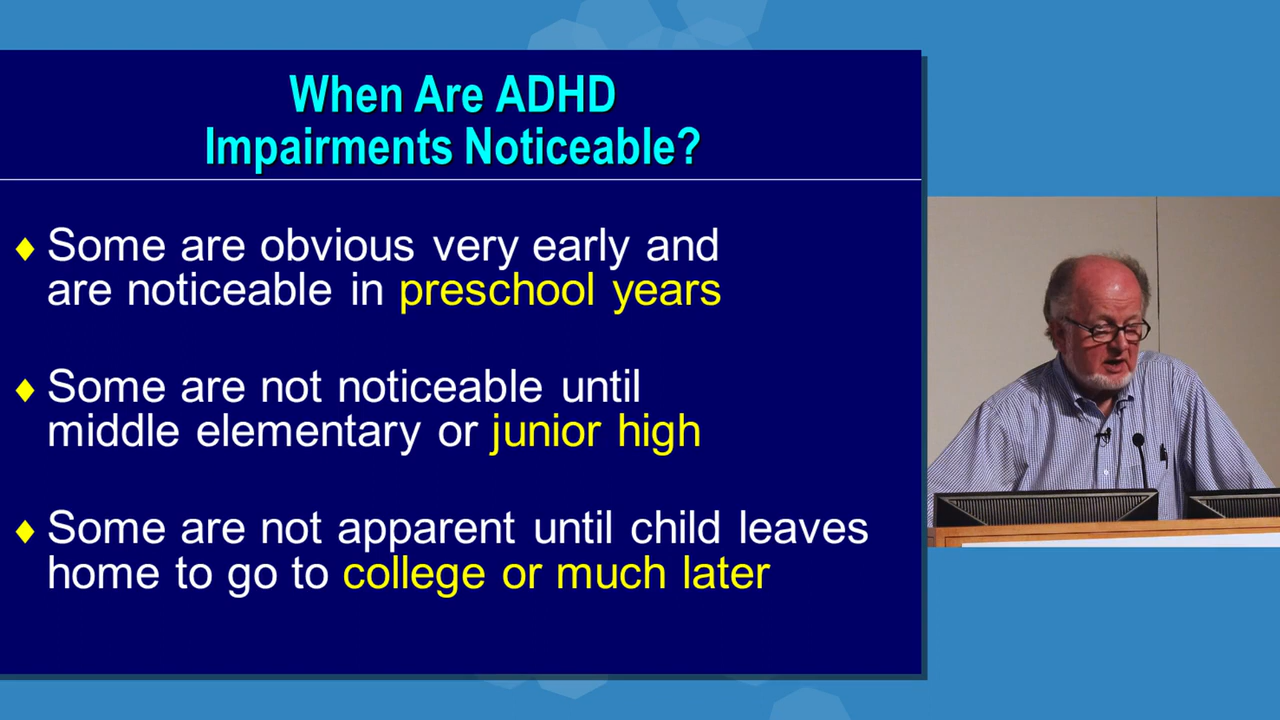 When Are ADHD
Impairments Noticeable?
♦ Some are obvious very early and
are noticeable in preschool years
♦ Some are not noticeable until
middle elementary or junior high
♦ Some are not apparent until child leaves
home to go to college or much later